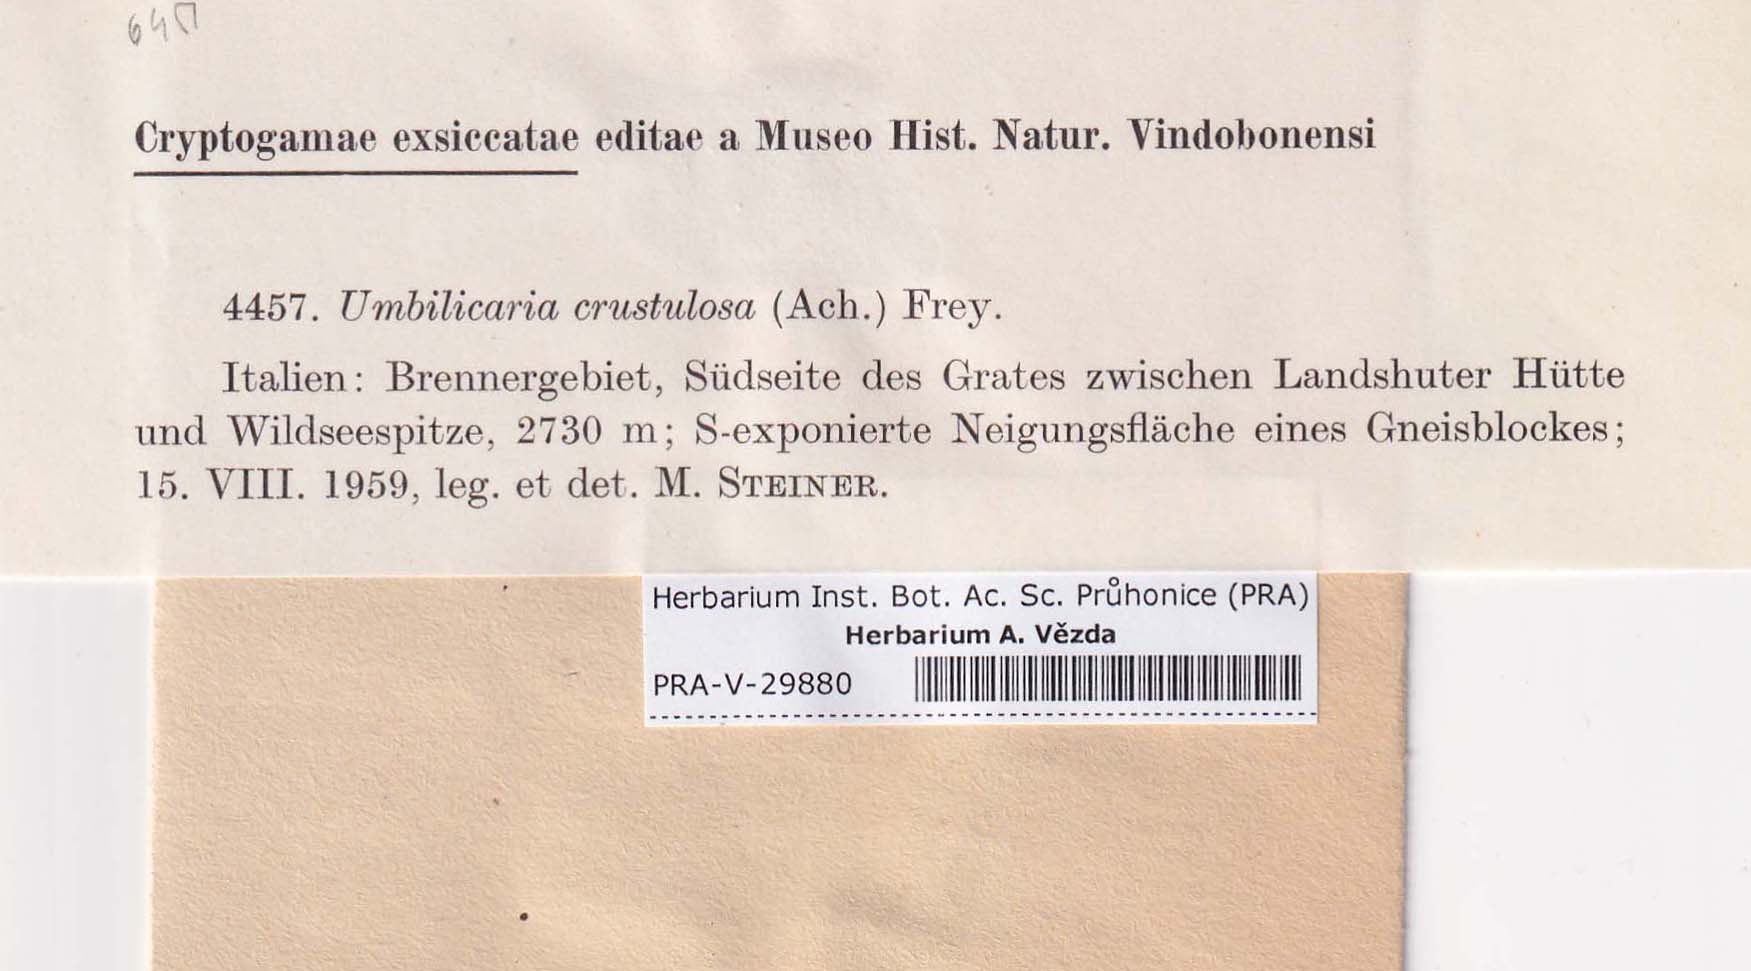 Cryptogamae exsiccatae editae a Museo Hist. Natur. Vindobonensi
4457. Umbilicaria crustulosa (Ach.) Frey.
Italien: Brennergebiet, Südseite des Grates zwischen Landshuter Hütte
und Wildseespitze, 2730 m; S-exponierte Neigungsfläche eines Gneisblockes;
15. VIII. 1959, leg. et det. M. STEINER.
Herbarium Inst. Bot. Ac. Sc. Průhonice (PRA)
Herbarium A. Vězda
PRA-V-29880